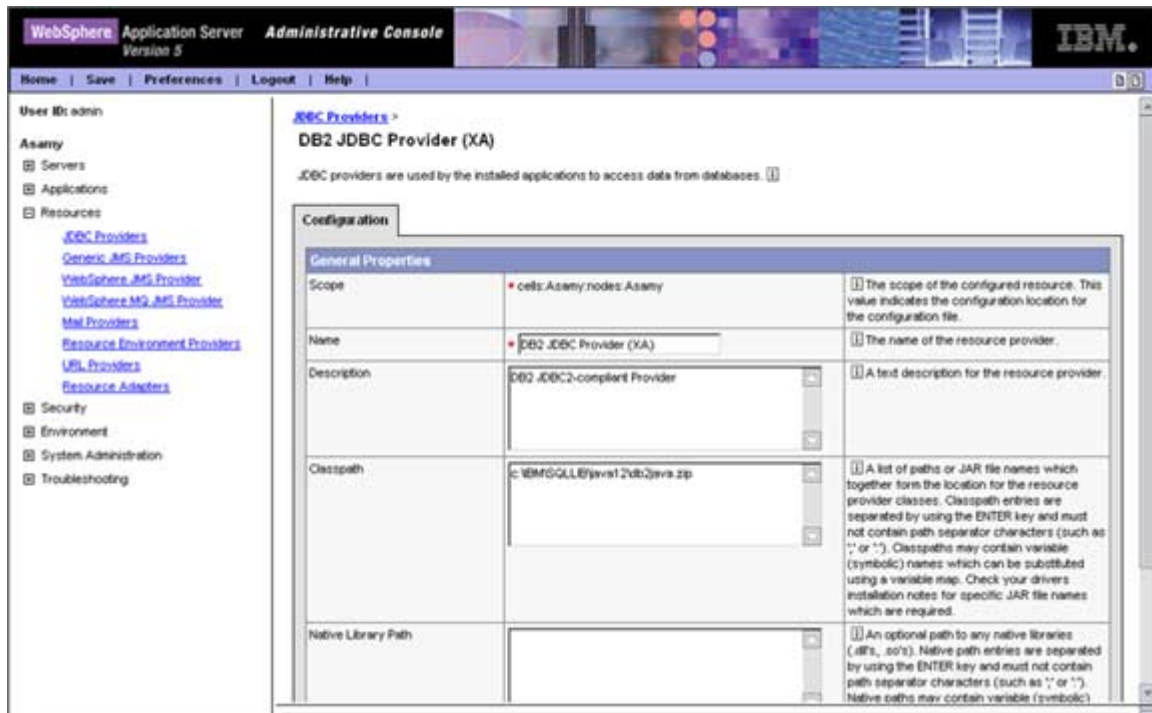 WebSphere Application Server Administrative Console
Version 5
IBM.
Home | Save | Preferences | Logout | Help |
User ID: admin
Asamy
Servers
Applications
Resources
JDBC Providers
Generic JMS Providers
WebSphere JMS Provider
WebSphere MQ JMS Provider
Mail Providers
Resource Environment Providers
URL Providers
Resource Adapters
Security
Environment
System Administration
Troubleshooting
JDBC Providers >
DB2 JDBC Provider (XA)
JDBC providers are used by the installed applications to access data from databases. [i]
Configuration
General Properties
Scope
* cells:Asamy:nodes:Asamy
[i] The scope of the configured resource. This
value indicates the configuration location for
the configuration file.
Name
* DB2 JDBC Provider (XA)
[i] The name of the resource provider.
Description
DB2 JDBC2-compliant Provider
[i] A text description for the resource provider.
Classpath
c:\IBM\SQLLIB\java12\db2java.zip
[i] A list of paths or JAR file names which
together form the location for the resource
provider classes. Classpath entries are
separated by using the ENTER key and must
not contain path separator characters (such as
';' or ':'). Classpaths may contain variable
(symbolic) names which can be substituted
using a variable map. Check your drivers
installation notes for specific JAR file names
which are required.
Native Library Path
[i] An optional path to any native libraries
(.dll's, .so's). Native path entries are separated
by using the ENTER key and must not contain
path separator characters (such as ';' or ':').
Native paths may contain variable (symbolic)